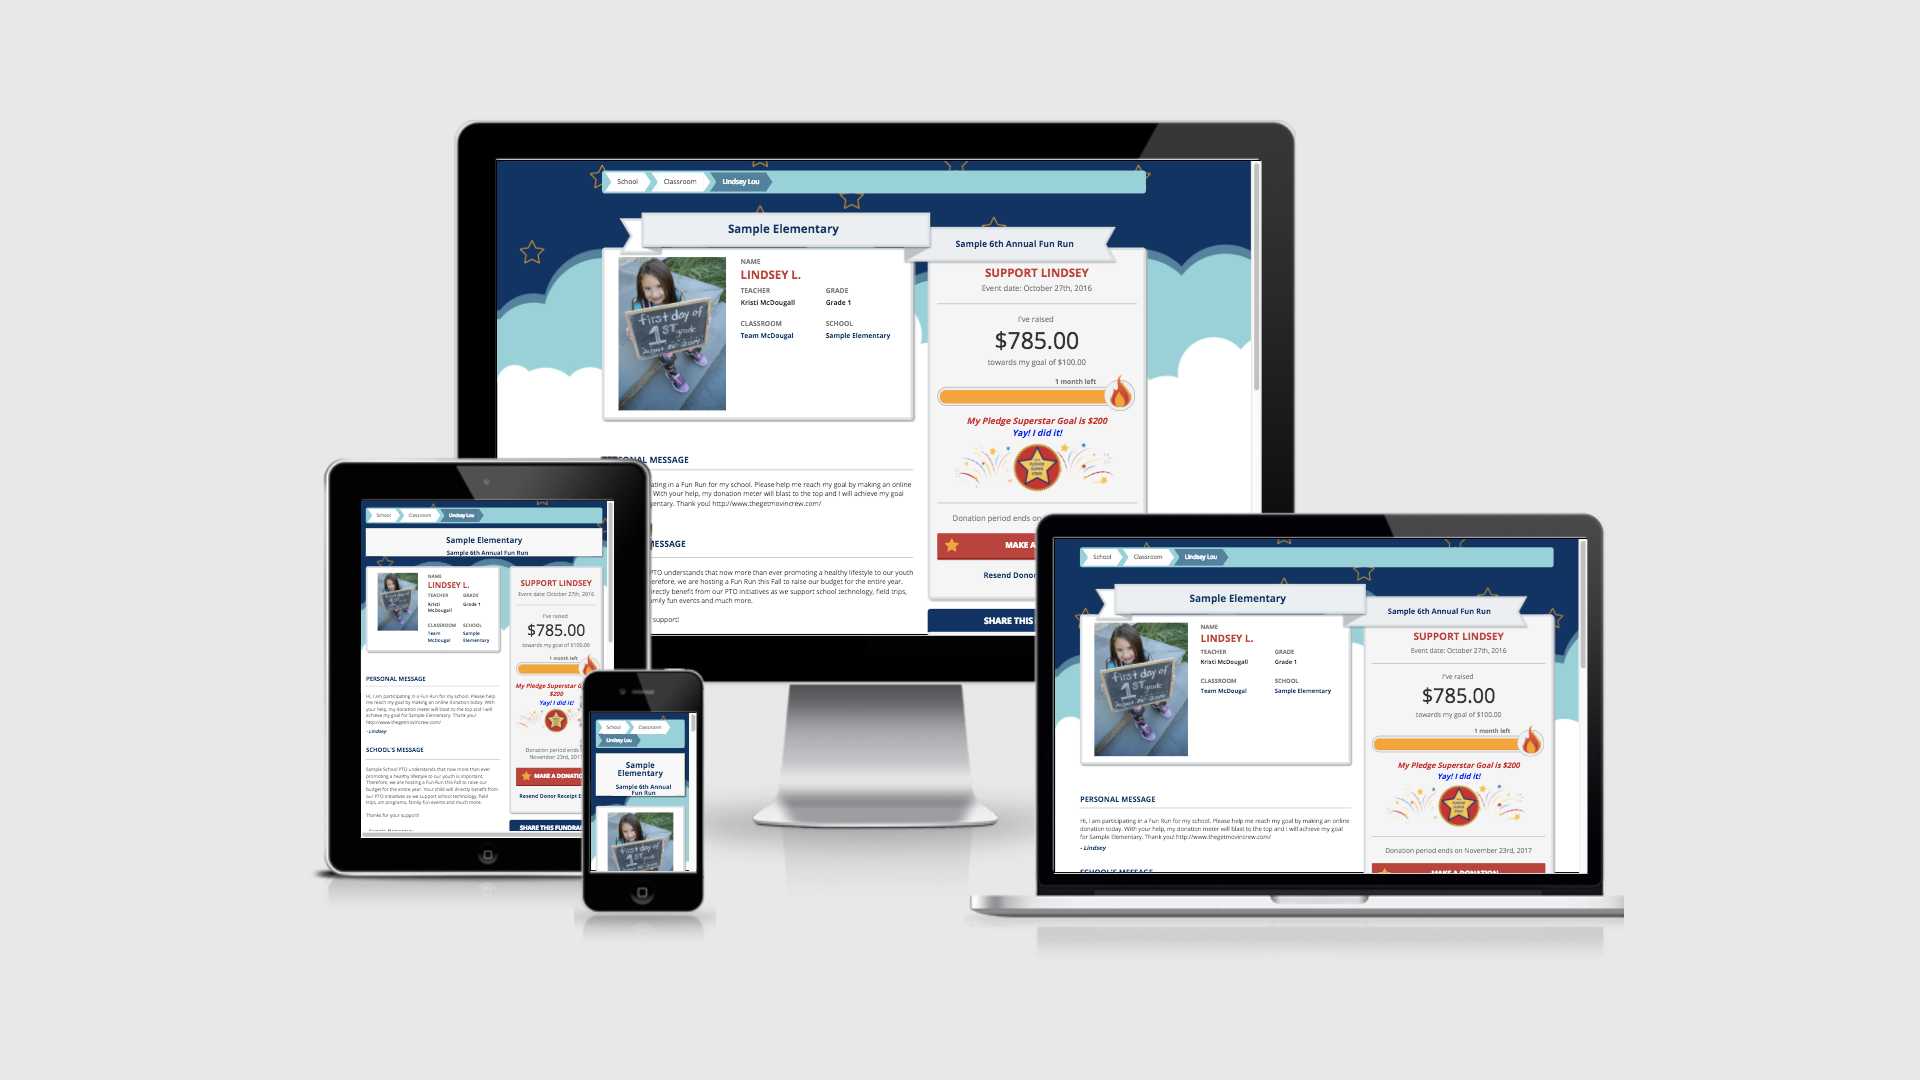 School
Classroom
Lindsey Lou
Sample Elementary
Sample 6th Annual Fun Run
NAME
LINDSEY L.
TEACHER GRADE
Kristi McDougall Grade 1
CLASSROOM SCHOOL
Team McDougal Sample Elementary
first day of
1ST grade
SUPPORT LINDSEY
Event date: October 27th, 2016
I've raised
$785.00
towards my goal of $100.00
1 month left
My Pledge Superstar Goal is $200
Yay! I did it!
Donation period ends on
MAKE A
Resend Donor
SHARE THIS
ONAL MESSAGE
ating in a Fun Run for my school. Please help me reach my goal by making an online
With your help, my donation meter will blast to the top and I will achieve my goal
entary. Thank you! http://www.thegetmovincrew.com/
MESSAGE
PTO understands that now more than ever promoting a healthy lifestyle to our youth
erefore, we are hosting a Fun Run this Fall to raise our budget for the entire year.
irectly benefit from our PTO initiatives as we support school technology, field trips,
mily fun events and much more.
support!
School
Classroom
Lindsey Lou
Sample Elementary
Sample 6th Annual Fun Run
NAME
LINDSEY L.
TEACHER GRADE
Kristi Grade 1
McDougall
CLASSROOM SCHOOL
Team Sample
McDougal Elementary
SUPPORT LINDSEY
Event date: October 27th, 2016
I've raised
$785.00
towards my goal of $100.00
1 month left
My Pledge Superstar G
$200
Yay! I did it!
Donation period ends
November 23rd, 201
MAKE A DONATIO
Resend Donor Receipt E
SHARE THIS FUNDRA
PERSONAL MESSAGE
Hi, I am participating in a Fun Run for my school. Please help
me reach my goal by making an online donation today. With
your help, my donation meter will blast to the top and I will
achieve my goal for Sample Elementary. Thank you!
http://www.thegetmovincrew.com/
- Lindsey
SCHOOL'S MESSAGE
Sample School PTO understands that now more than ever
promoting a healthy lifestyle to our youth is important.
Therefore, we are hosting a Fun Run this Fall to raise our
budget for the entire year. Your child will directly benefit from
our PTO initiatives as we support school technology, field
trips, art programs, family fun events and much more.
Thanks for your support!
School
Classroom
Lindsey Lou
Sample
Elementary
Sample 6th Annual
Fun Run
first day of
1ST grade
School
Classroom
Lindsey Lou
Sample Elementary
Sample 6th Annual Fun Run
NAME
LINDSEY L.
TEACHER GRADE
Kristi McDougall Grade 1
CLASSROOM SCHOOL
Team McDougal Sample Elementary
first day of
1ST grade
SUPPORT LINDSEY
Event date: October 27th, 2016
I've raised
$785.00
towards my goal of $100.00
1 month left
My Pledge Superstar Goal is $200
Yay! I did it!
Donation period ends on November 23rd, 2017
MAKE A DONATION
PERSONAL MESSAGE
Hi, I am participating in a Fun Run for my school. Please help me reach my goal by making an online
donation today. With your help, my donation meter will blast to the top and I will achieve my goal
for Sample Elementary. Thank you! http://www.thegetmovincrew.com/
- Lindsey
SCHOOL'S MESSAGE